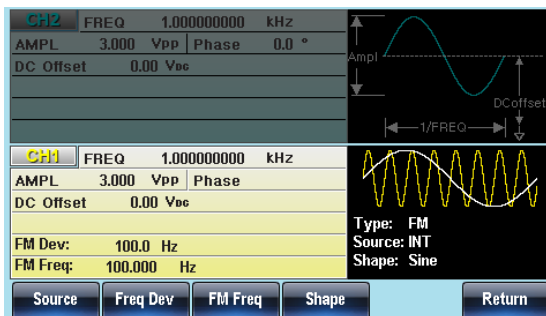 CH2 FREQ 1.000000000 kHz
AMPL 3.000 VPP Phase 0.0 °
DC Offset 0.00 VDC
Ampl
DCoffset
1/FREQ
CH1 FREQ 1.000000000 kHz
AMPL 3.000 VPP Phase
DC Offset 0.00 VDC
FM Dev: 100.0 Hz
FM Freq: 100.000 Hz
Type: FM
Source: INT
Shape: Sine
Source Freq Dev FM Freq Shape Return